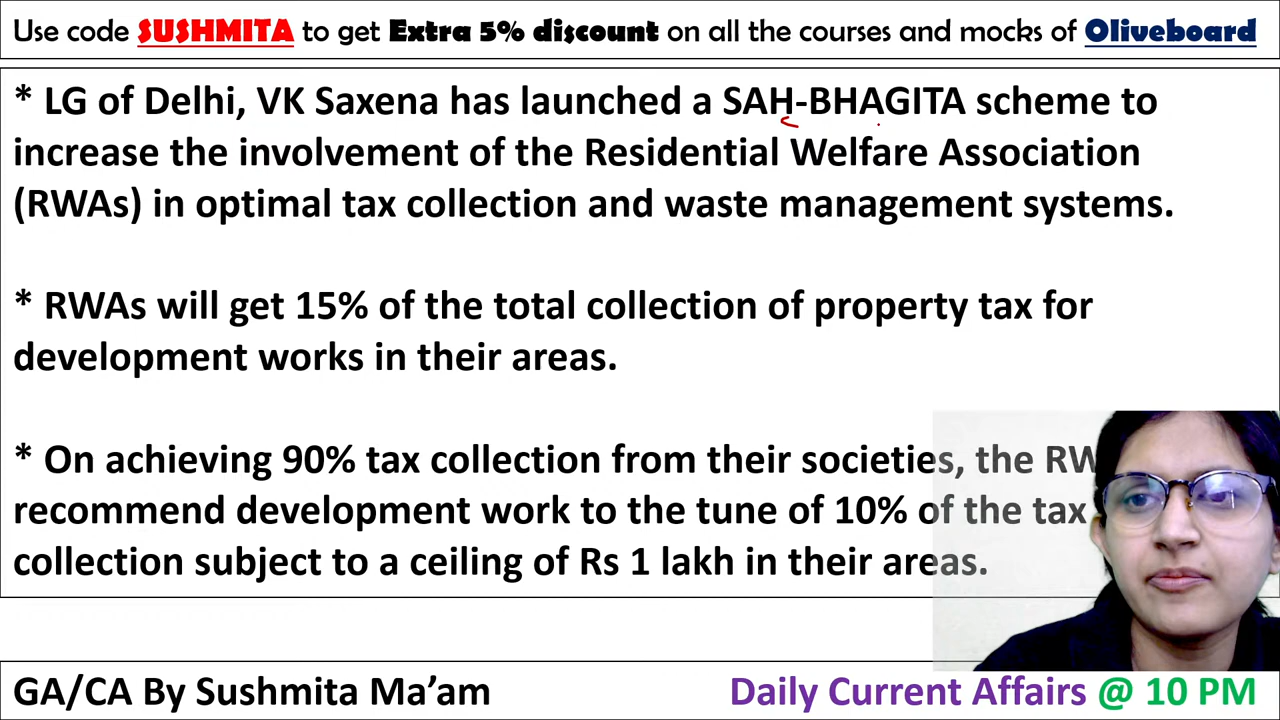 Use code SUSHMITA to get Extra 5% discount on all the courses and mocks of Oliveboard
* LG of Delhi, VK Saxena has launched a SAH-BHAGITA scheme to
increase the involvement of the Residential Welfare Association
(RWAs) in optimal tax collection and waste management systems.
* RWAs will get 15% of the total collection of property tax for
development works in their areas.
* On achieving 90% tax collection from their societies, the
recommend development work to the tune of 10% of the tax
collection subject to a ceiling of Rs 1 lakh in their areas.
GA/CA By Sushmita Ma’am
Daily Current Affairs @ 10 PM